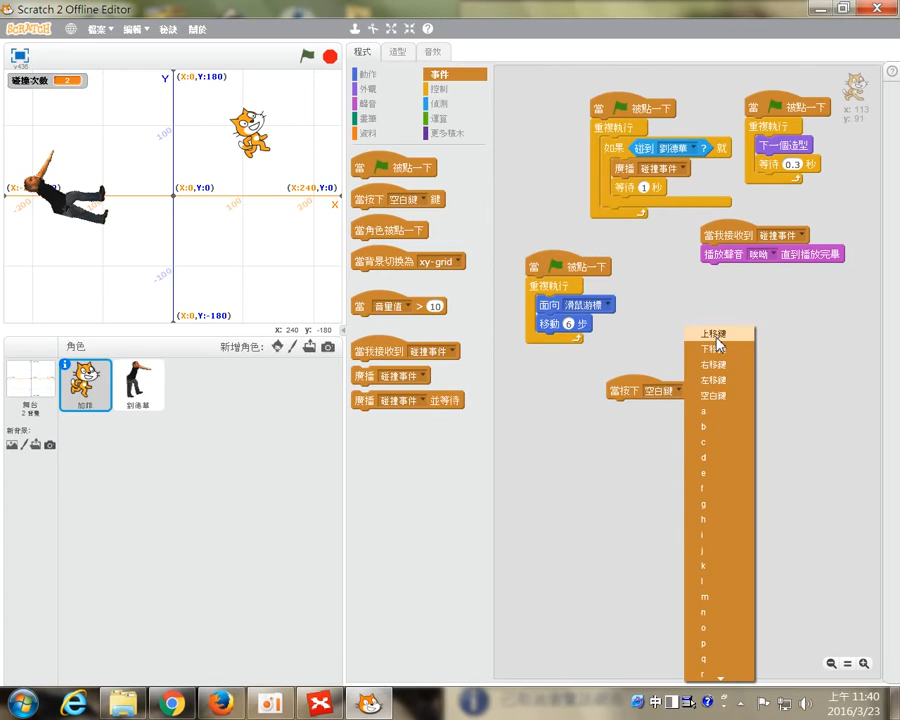 Scratch 2 Offline Editor
SCRATCH 檔案▼ 編輯▼ 秘訣 關於
v436
碰撞次數 2
Y (X:0,Y:180)
100
(X:- (X:0,Y:0) (X:240,Y:0)
-200 -100 100 200 X
-100
(X:0,Y:-180)
x: 240 y: -180
角色 新增角色:
舞台
2 背景
新背景:
加菲 劉德華
程式 造型 音效
動作 事件
外觀 控制
聲音 偵測
畫筆 運算
資料 更多積木
當 被點一下
當按下 空白鍵 鍵
當角色被點一下
當背景切換為 xy-grid
當 音量值 > 10
當我接收到 碰撞事件
廣播 碰撞事件
廣播 碰撞事件 並等待
x: 113
y: 91
當 被點一下
重複執行
如果 碰到 劉德華 ? 就
廣播 碰撞事件
等待 1 秒
當 被點一下
重複執行
下一個造型
等待 0.3 秒
當我接收到 碰撞事件
播放聲音 唉呦 直到播放完畢
當 被點一下
重複執行
面向 滑鼠游標
移動 6 步
當按下 空白鍵
上移鍵
下移鍵
右移鍵
左移鍵
空白鍵
a
b
c
d
e
f
g
h
i
j
k
l
m
n
o
p
q
r
中
上午 11:40
2016/3/23